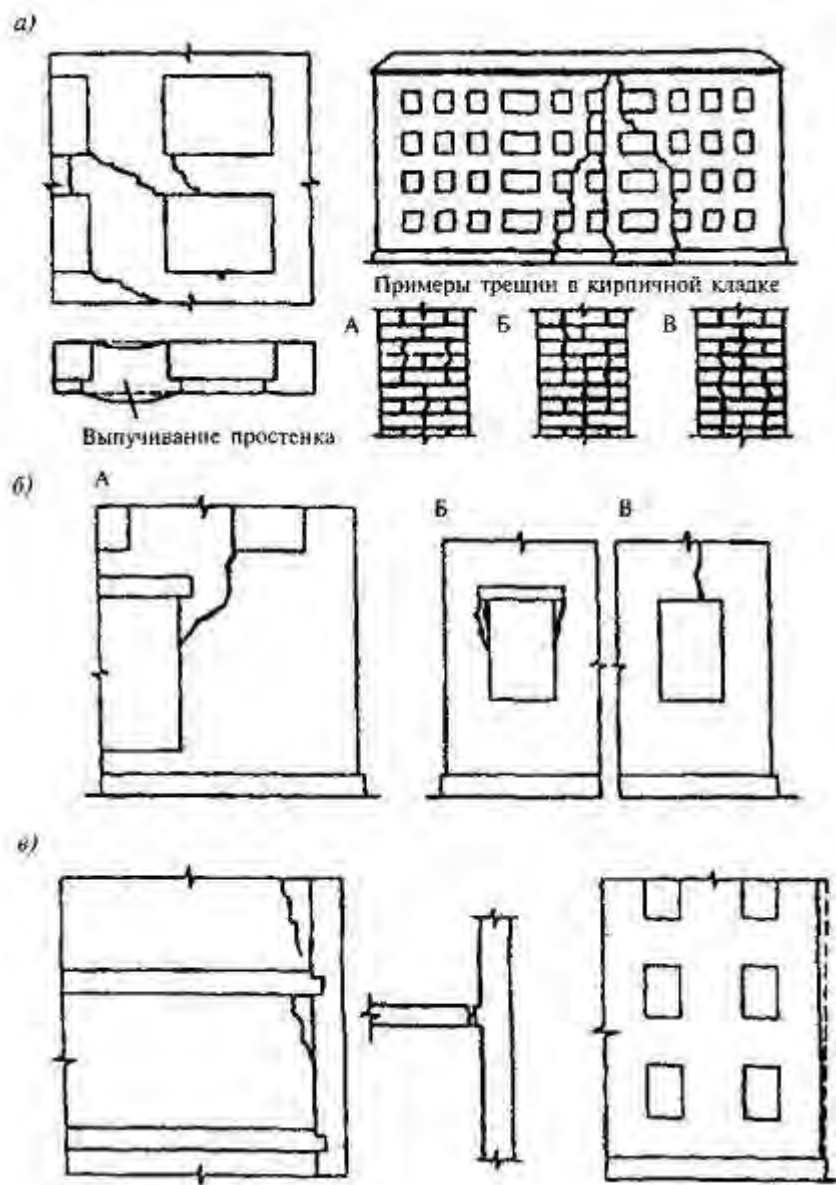 а)
Примеры трещин в кирпичной кладке
А Б В
Выпучивание простенка
б)
А
Б В
в)